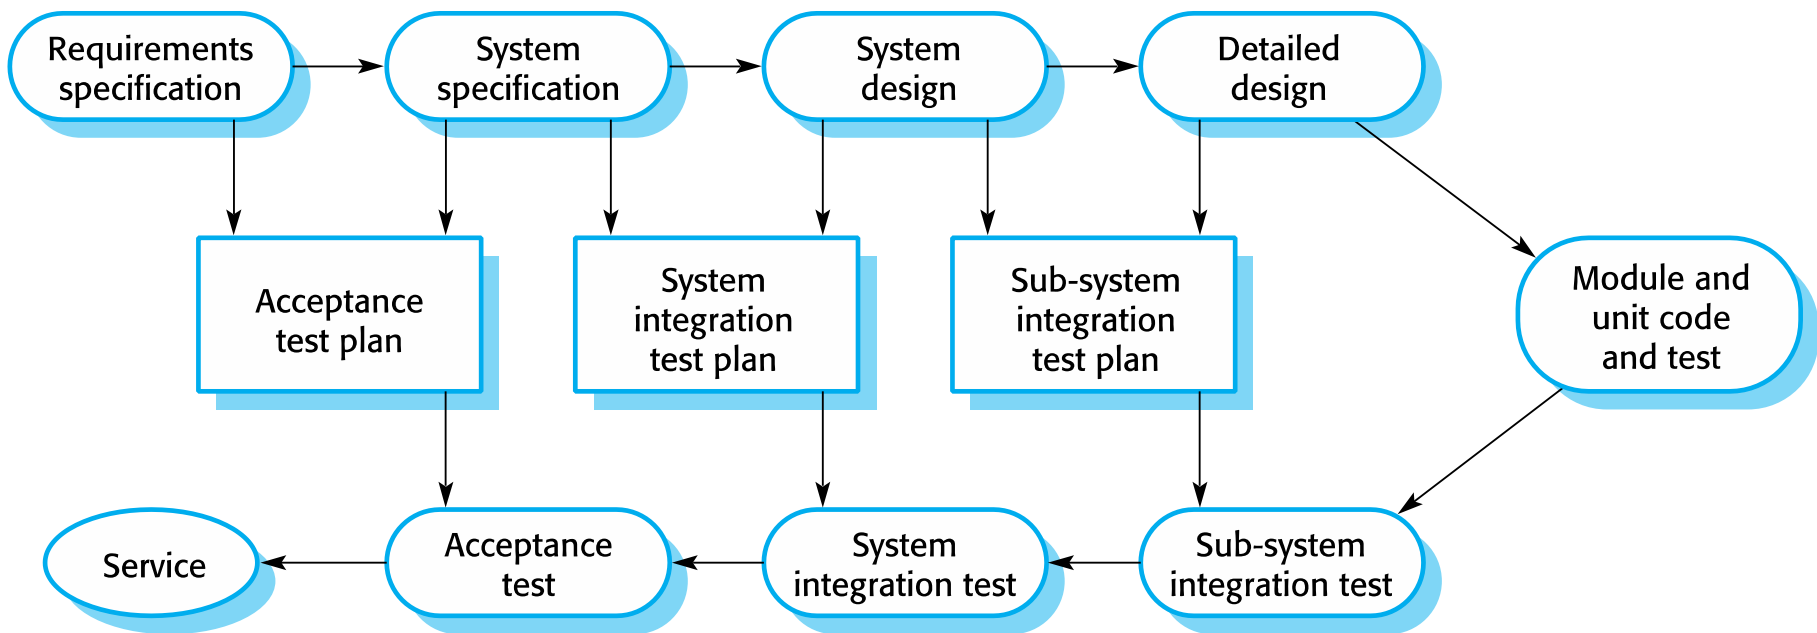 Requirements
specification
System
specification
System
design
Detailed
design
Acceptance
test plan
System
integration
test plan
Sub-system
integration
test plan
Module and
unit code
and test
Service
Acceptance
test
System
integration test
Sub-system
integration test